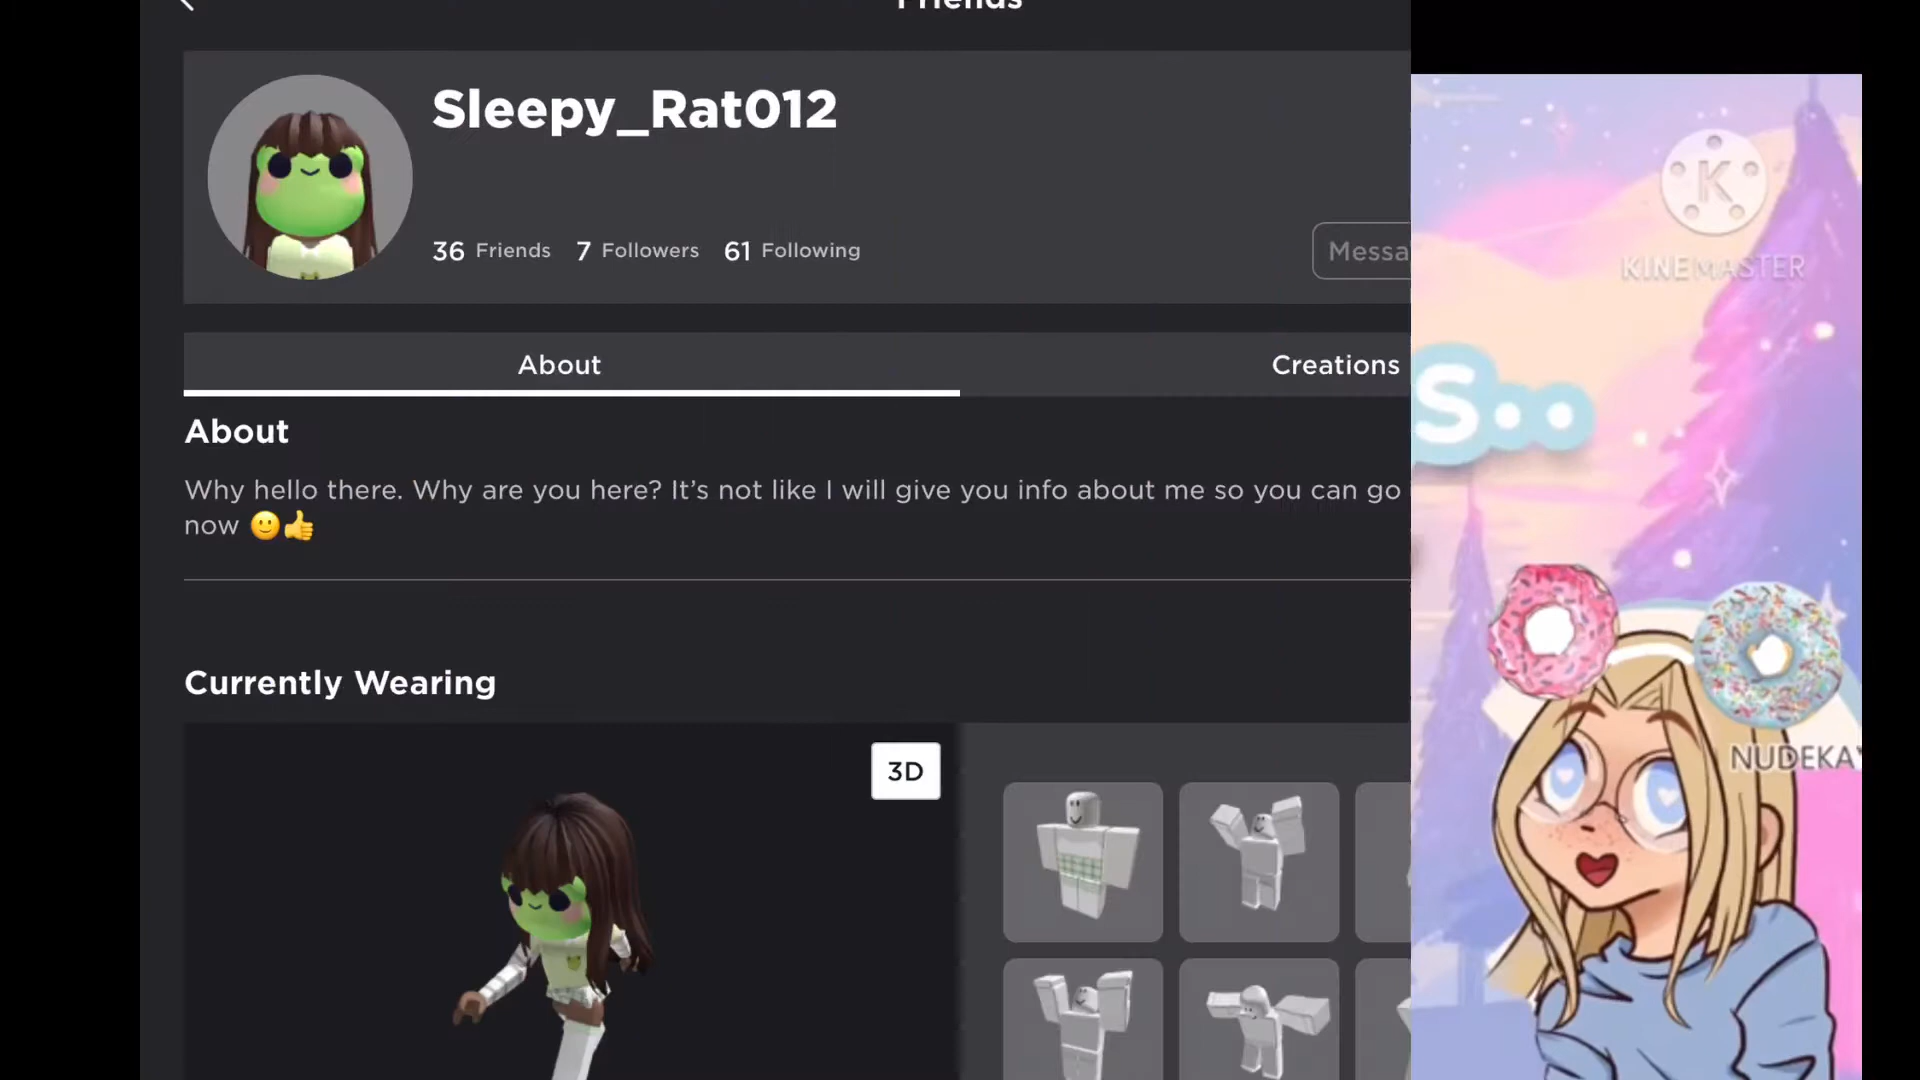 Friends
Sleepy_Rat012
36 Friends 7 Followers 61 Following
Messa
About
Creations
About
Why hello there. Why are you here? It's not like I will give you info about me so you can go
now 🙂👍
Currently Wearing
3D
K
KINEMASTER
S..
NUDEKAY